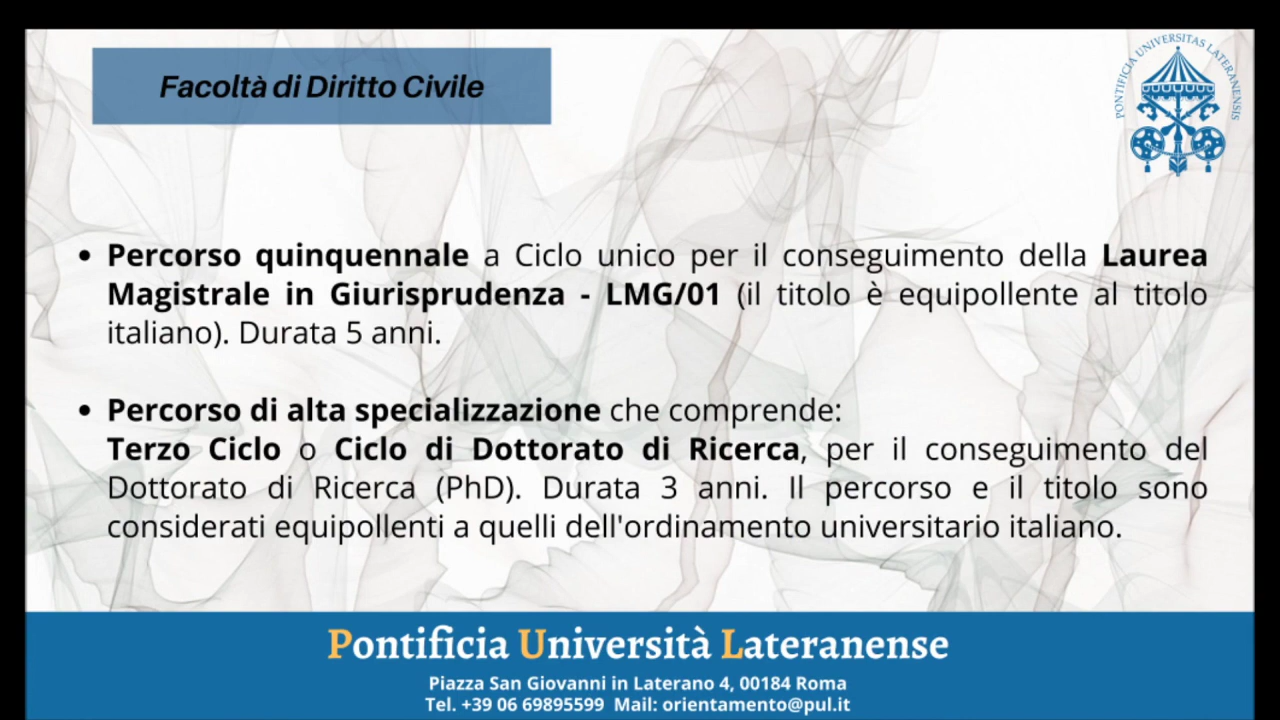 Facoltà di Diritto Civile
PONTIFICIA UNIVERSITAS LATERANENSIS
• Percorso quinquennale a Ciclo unico per il conseguimento della Laurea
Magistrale in Giurisprudenza - LMG/01 (il titolo è equipollente al titolo
italiano). Durata 5 anni.
• Percorso di alta specializzazione che comprende:
Terzo Ciclo o Ciclo di Dottorato di Ricerca, per il conseguimento del
Dottorato di Ricerca (PhD). Durata 3 anni. Il percorso e il titolo sono
considerati equipollenti a quelli dell'ordinamento universitario italiano.
Pontificia Università Lateranense
Piazza San Giovanni in Laterano 4, 00184 Roma
Tel. +39 06 69895599 Mail: orientamento@pul.it